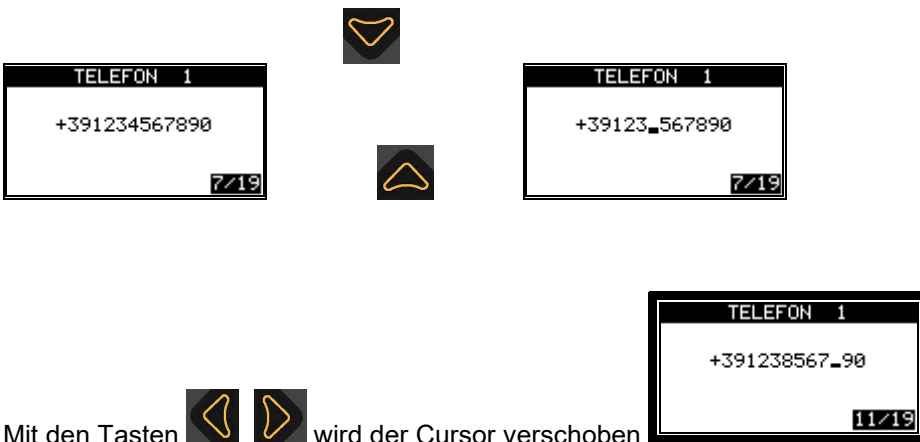 TELEFON 1
+391234567890
7/19
TELEFON 1
+39123_567890
7/19
TELEFON 1
+391238567_90
11/19
Mit den Tasten wird der Cursor verschoben